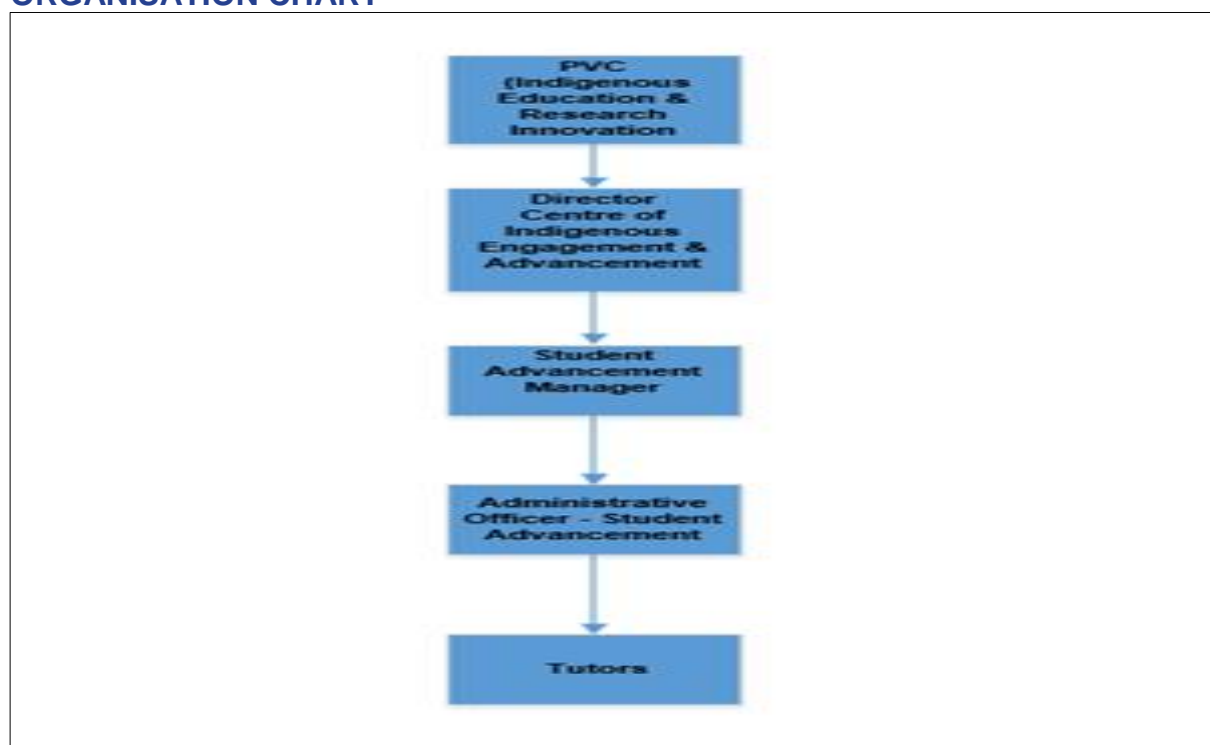 ORGANISATION CHART
PVC
(Indigenous
Education &
Research
Innovation
Director
Centre of
Indigenous
Engagement &
Advancement
Student
Advancement
Manager
Administrative
Officer - Student
Advancement
Tutors